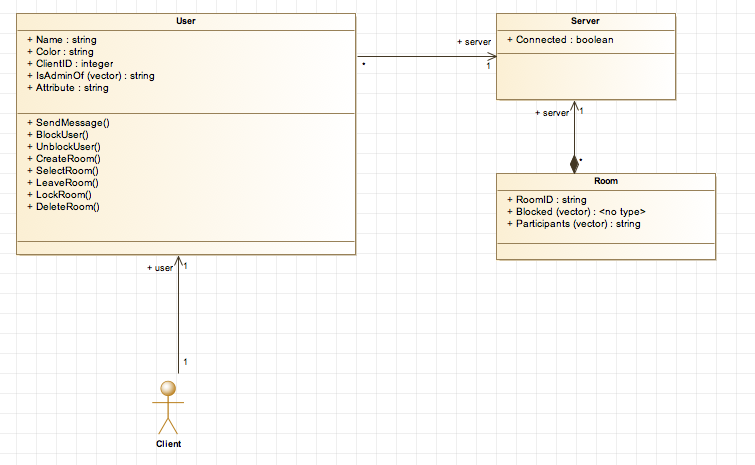 User
+ Name : string
+ Color : string
+ ClientID : integer
+ IsAdminOf (vector) : string
+ Attribute : string
+ SendMessage()
+ BlockUser()
+ UnblockUser()
+ CreateRoom()
+ SelectRoom()
+ LeaveRoom()
+ LockRoom()
+ DeleteRoom()
+ server
*
1
Server
+ Connected : boolean
+ server
1
*
Room
+ RoomID : string
+ Blocked (vector) : <no type>
+ Participants (vector) : string
+ user
1
1
Client